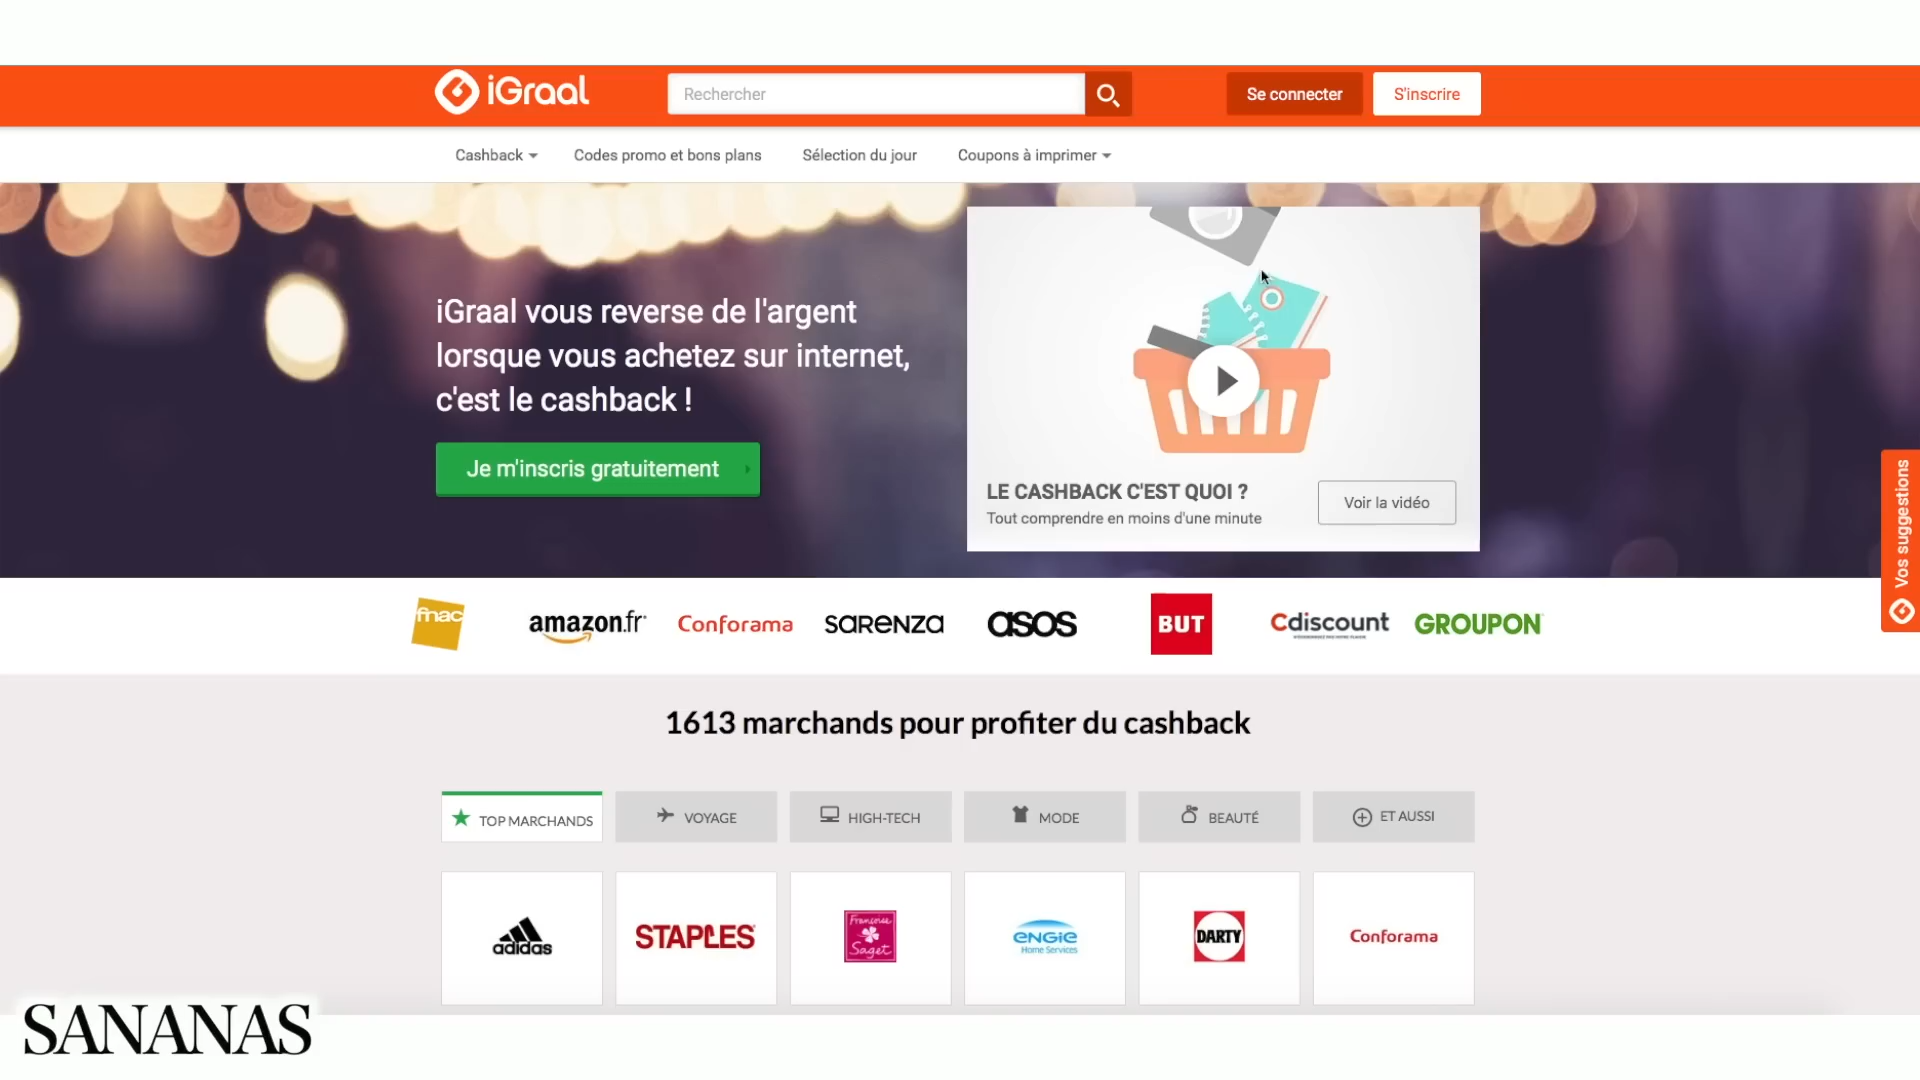 iGraal
Rechercher
Se connecter
S'inscrire
Cashback
Codes promo et bons plans
Sélection du jour
Coupons à imprimer
iGraal vous reverse de l'argent
lorsque vous achetez sur internet,
c'est le cashback !
Je m'inscris gratuitement
LE CASHBACK C'EST QUOI ?
Tout comprendre en moins d'une minute
Voir la vidéo
Vos suggestions
fnac
amazon.fr
Conforama
sarenza
asos
BUT
Cdiscount
GROUPON
1613 marchands pour profiter du cashback
TOP MARCHANDS
VOYAGE
HIGH-TECH
MODE
BEAUTÉ
ET AUSSI
adidas
STAPLES
Françoise
Saget
ENGIE
Home Services
DARTY
Conforama
SANANAS